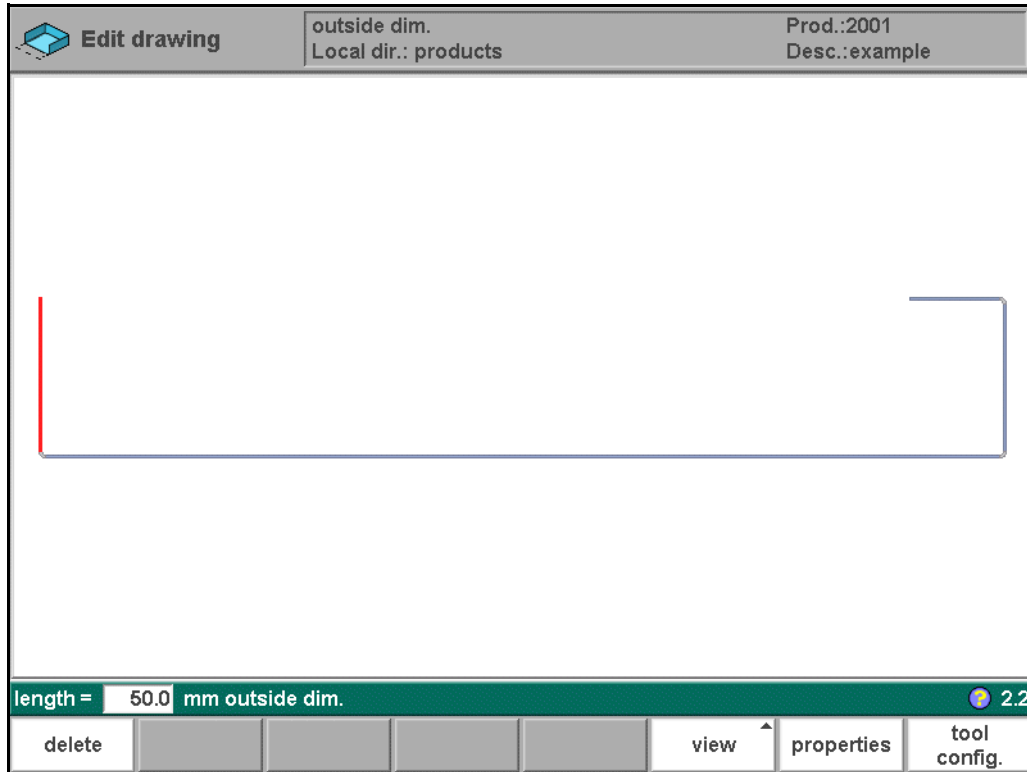 Edit drawing
outside dim.
Local dir.: products
Prod.:2001
Desc.:example
length = 50.0 mm outside dim.
? 2.2
delete
view
properties
tool
config.